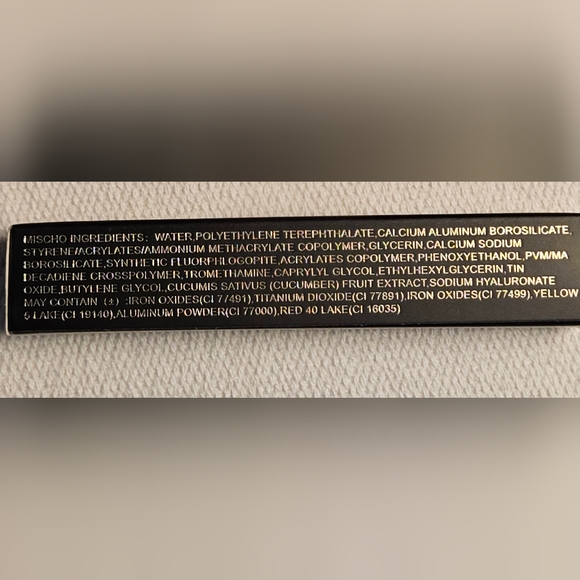 MISCHO INGREDIENTS: WATER,POLYETHYLENE TEREPHTHALATE,CALCIUM ALUMINUM BOROSILICATE,
STYRENE/ACRYLATES/AMMONIUM METHACRYLATE COPOLYMER,GLYCERIN,CALCIUM SODIUM
BOROSILICATE,SYNTHETIC FLUORPHLOGOPITE,ACRYLATES COPOLYMER,PHENOXYETHANOL,PVM/MA
DECADIENE CROSSPOLYMER,TROMETHAMINE,CAPRYLYL GLYCOL,ETHYLHEXYLGLYCERIN,TIN
OXIDE,BUTYLENE GLYCOL,CUCUMIS SATIVUS (CUCUMBER) FRUIT EXTRACT,SODIUM HYALURONATE
MAY CONTAIN (±) :IRON OXIDES(CI 77491),TITANIUM DIOXIDE(CI 77891),IRON OXIDES(CI 77499),YELLOW
5 LAKE(CI 19140),ALUMINUM POWDER(CI 77000),RED 40 LAKE(CI 16035)